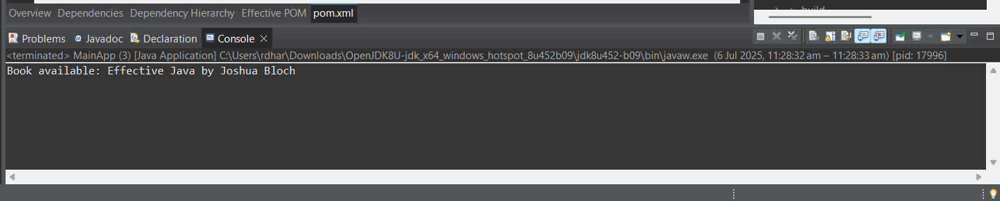 Overview Dependencies Dependency Hierarchy Effective POM pom.xml
build
Problems Javadoc Declaration Console
<terminated> MainApp (3) [Java Application] C:\Users\rdhar\Downloads\OpenJDK8U-jdk_x64_windows_hotspot_8u452b09\jdk8u452-b09\bin\javaw.exe (6 Jul 2025, 11:28:32 am – 11:28:33 am) [pid: 17996]
Book available: Effective Java by Joshua Bloch